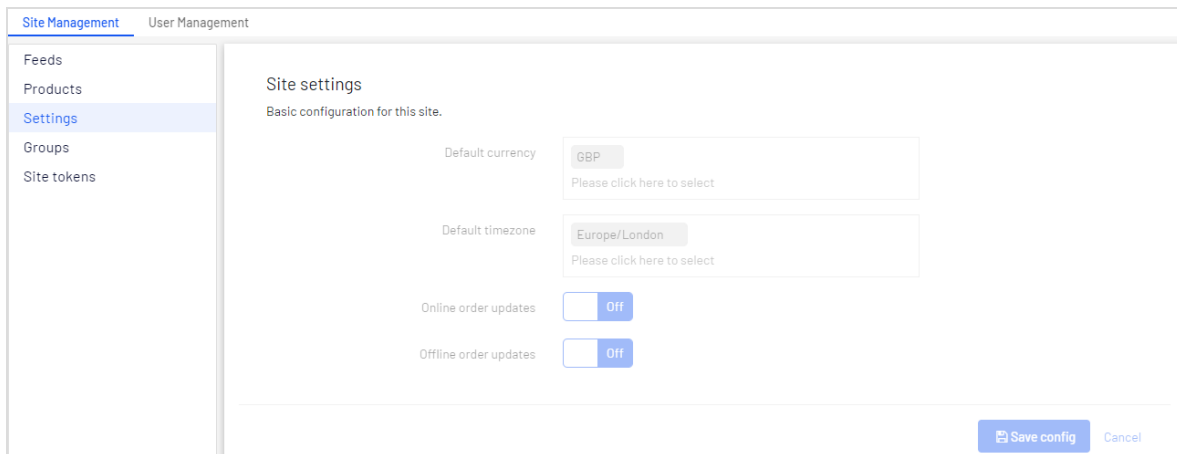 Site Management User Management
Feeds
Products
Settings
Groups
Site tokens
Site settings
Basic configuration for this site.
Default currency
GBP
Please click here to select
Default timezone
Europe/London
Please click here to select
Online order updates
Off
Offline order updates
Off
Save config Cancel